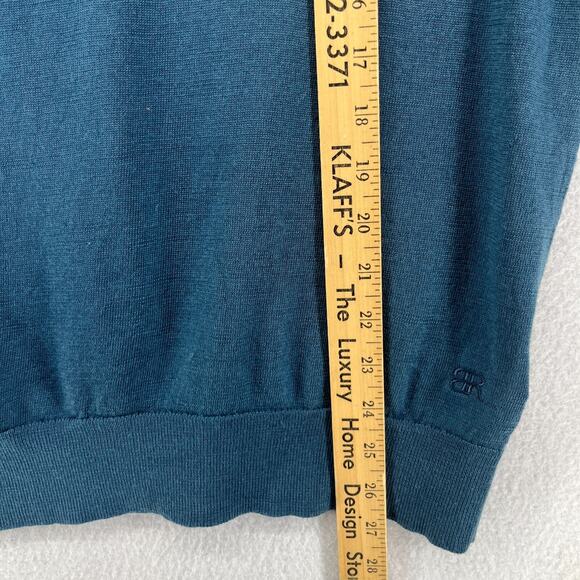 2-3371 KLAFF'S – The Luxury Home Design Sto
6 17 18 19 20 21 22 23 24 25 26 27 28